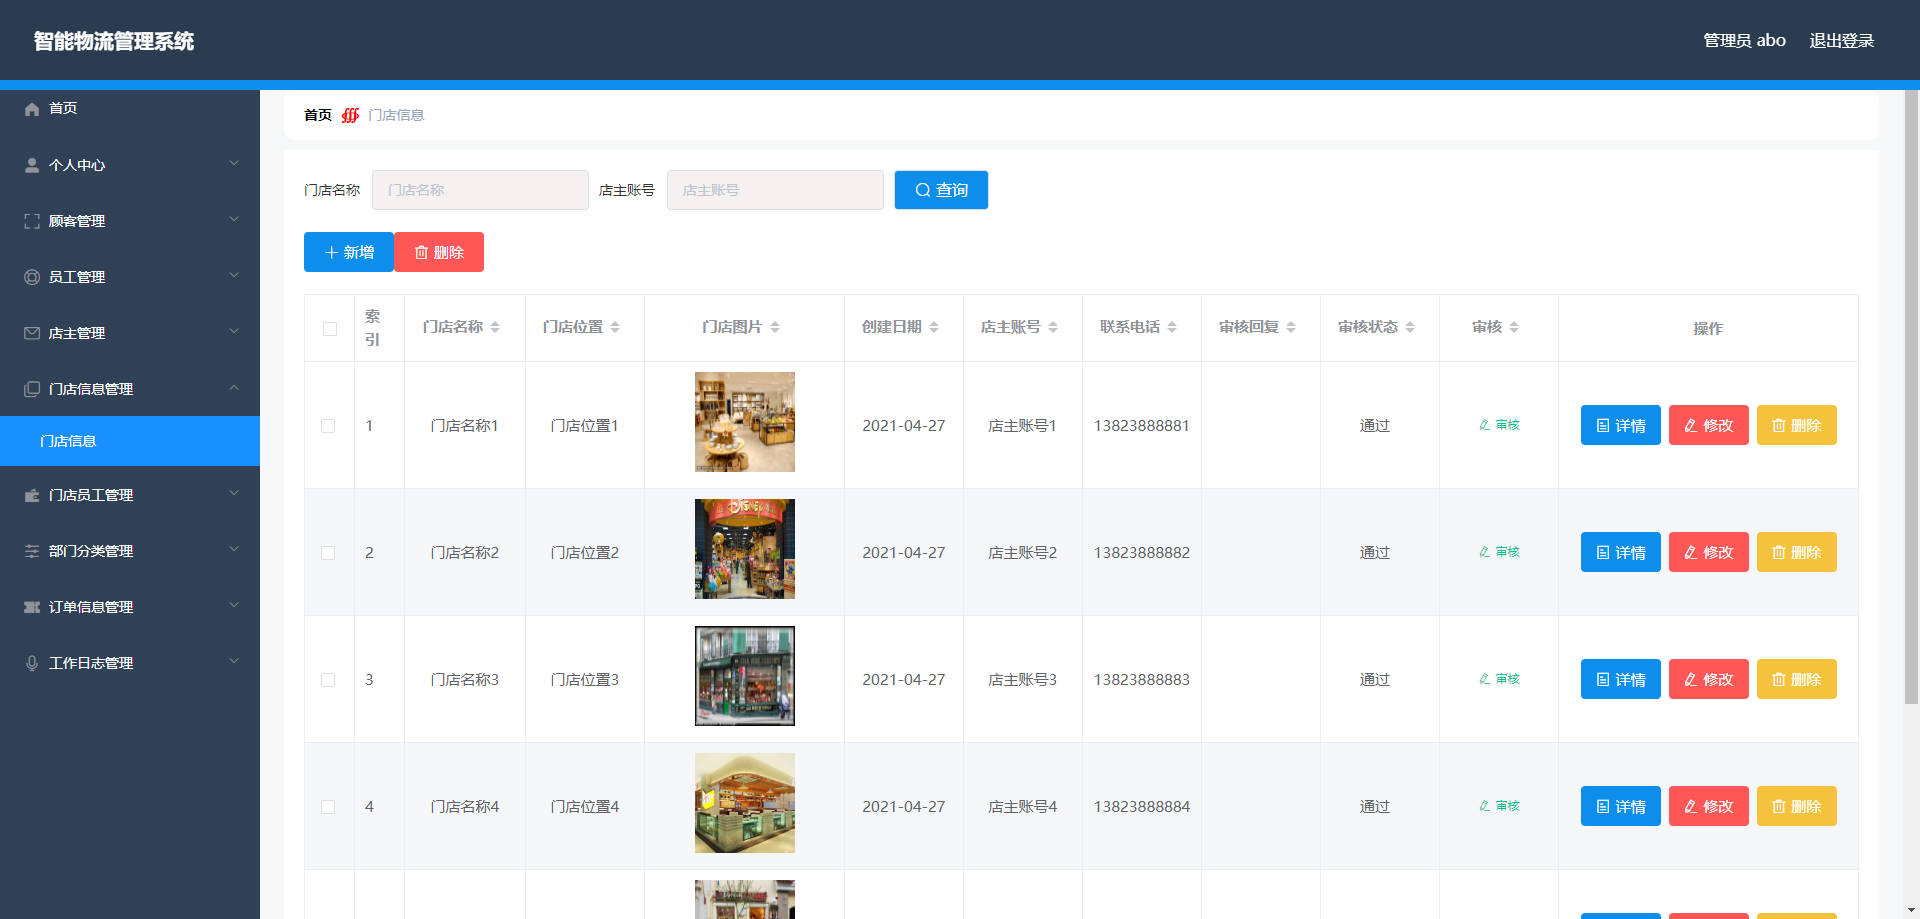 智能物流管理系统
管理员 abo 退出登录
首页
个人中心
顾客管理
员工管理
店主管理
门店信息管理
门店信息
门店员工管理
部门分类管理
订单信息管理
工作日志管理
首页 门店信息
门店名称 门店名称 店主账号 店主账号 查询
新增 删除
索引 门店名称 门店位置 门店图片 创建日期 店主账号 联系电话 审核回复 审核状态 审核 操作
1 门店名称1 门店位置1 2021-04-27 店主账号1 13823888881 通过 审核 详情 修改 删除
2 门店名称2 门店位置2 2021-04-27 店主账号2 13823888882 通过 审核 详情 修改 删除
3 门店名称3 门店位置3 2021-04-27 店主账号3 13823888883 通过 审核 详情 修改 删除
4 门店名称4 门店位置4 2021-04-27 店主账号4 13823888884 通过 审核 详情 修改 删除